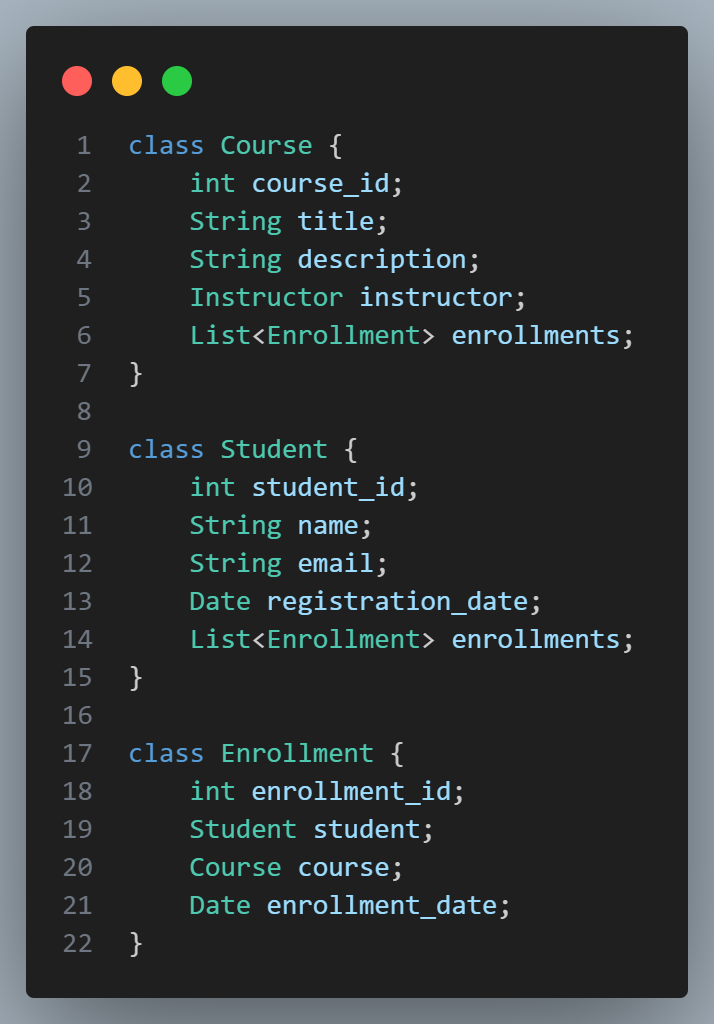 1 class Course {
2     int course_id;
3     String title;
4     String description;
5     Instructor instructor;
6     List<Enrollment> enrollments;
7 }
8
9 class Student {
10     int student_id;
11     String name;
12     String email;
13     Date registration_date;
14     List<Enrollment> enrollments;
15 }
16
17 class Enrollment {
18     int enrollment_id;
19     Student student;
20     Course course;
21     Date enrollment_date;
22 }